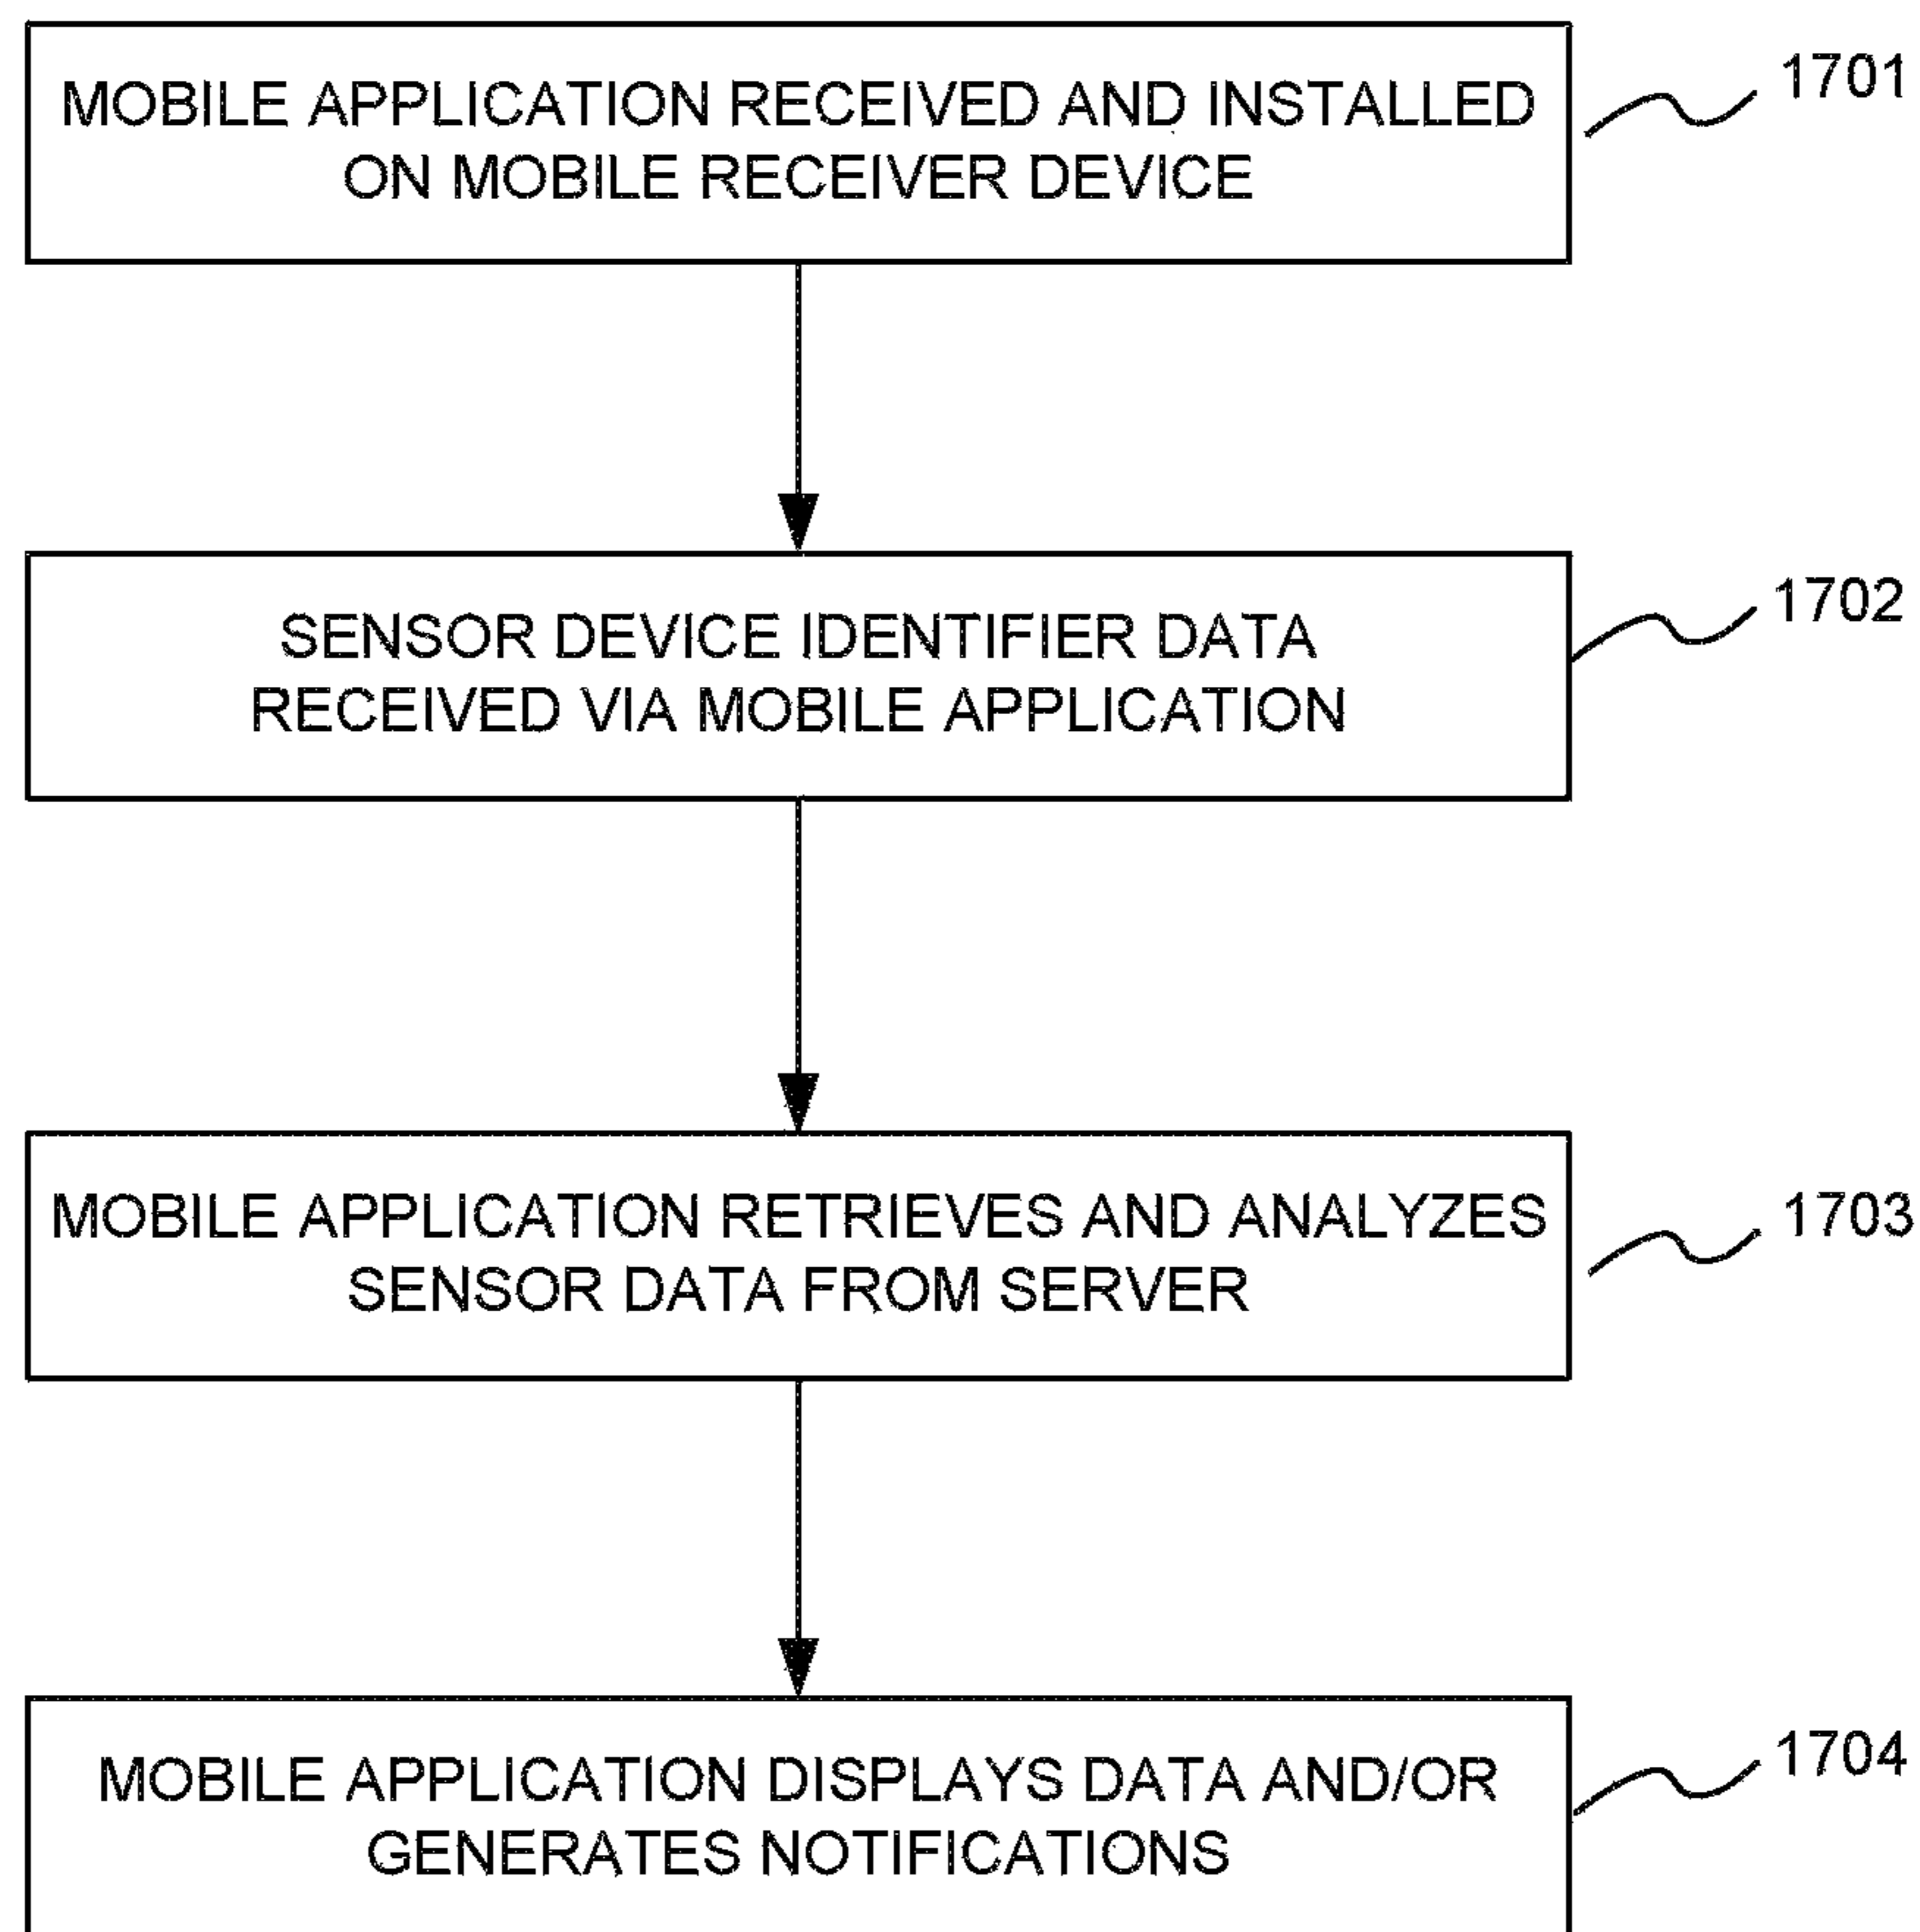 MOBILE APPLICATION RECEIVED AND INSTALLED
ON MOBILE RECEIVER DEVICE
1701
SENSOR DEVICE IDENTIFIER DATA
RECEIVED VIA MOBILE APPLICATION
1702
MOBILE APPLICATION RETRIEVES AND ANALYZES
SENSOR DATA FROM SERVER
1703
MOBILE APPLICATION DISPLAYS DATA AND/OR
GENERATES NOTIFICATIONS
1704